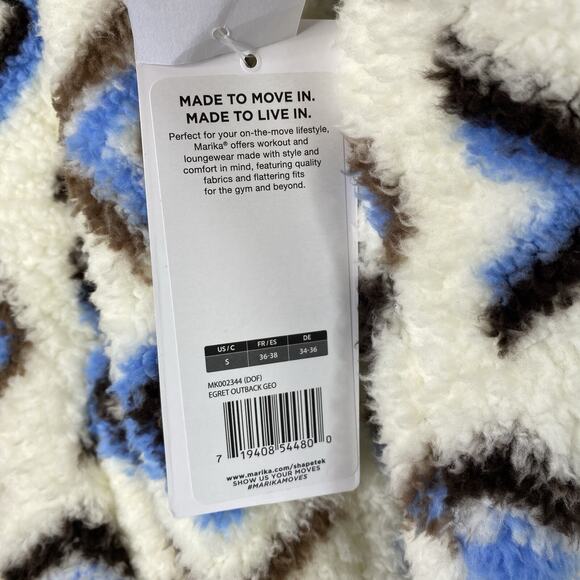 MADE TO MOVE IN.
MADE TO LIVE IN.
Perfect for your on-the-move lifestyle,
Marika® offers workout and
loungewear made with style and
comfort in mind, featuring quality
fabrics and flattering fits
for the gym and beyond.
US / C FR / ES DE
S 36-38 34-36
MK002344 (DOF)
EGRET OUTBACK GEO
7 19408 54480 0
www.marika.com/shapetek
SHOW US YOUR MOVES
#MARIKAMOVES